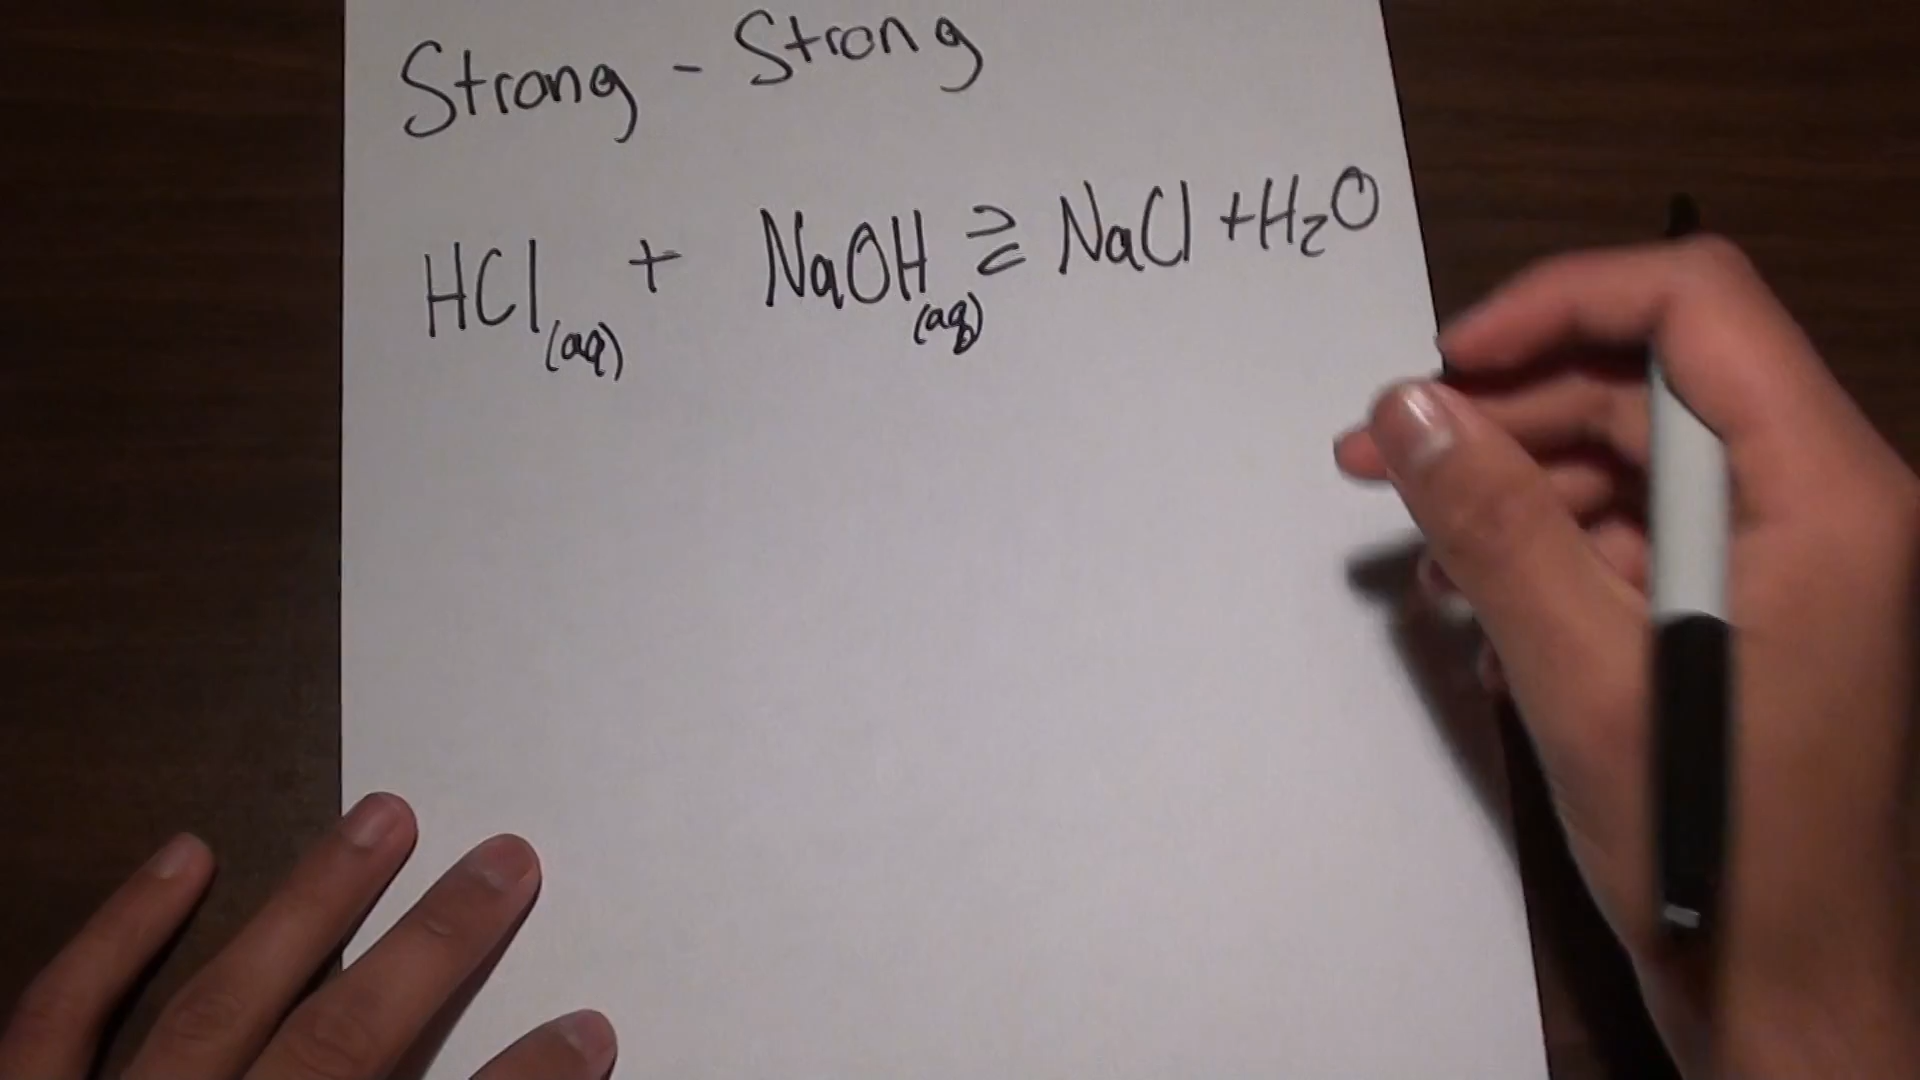 Strong - Strong
HCl(aq) + NaOH(aq) ⇌ NaCl + H₂O